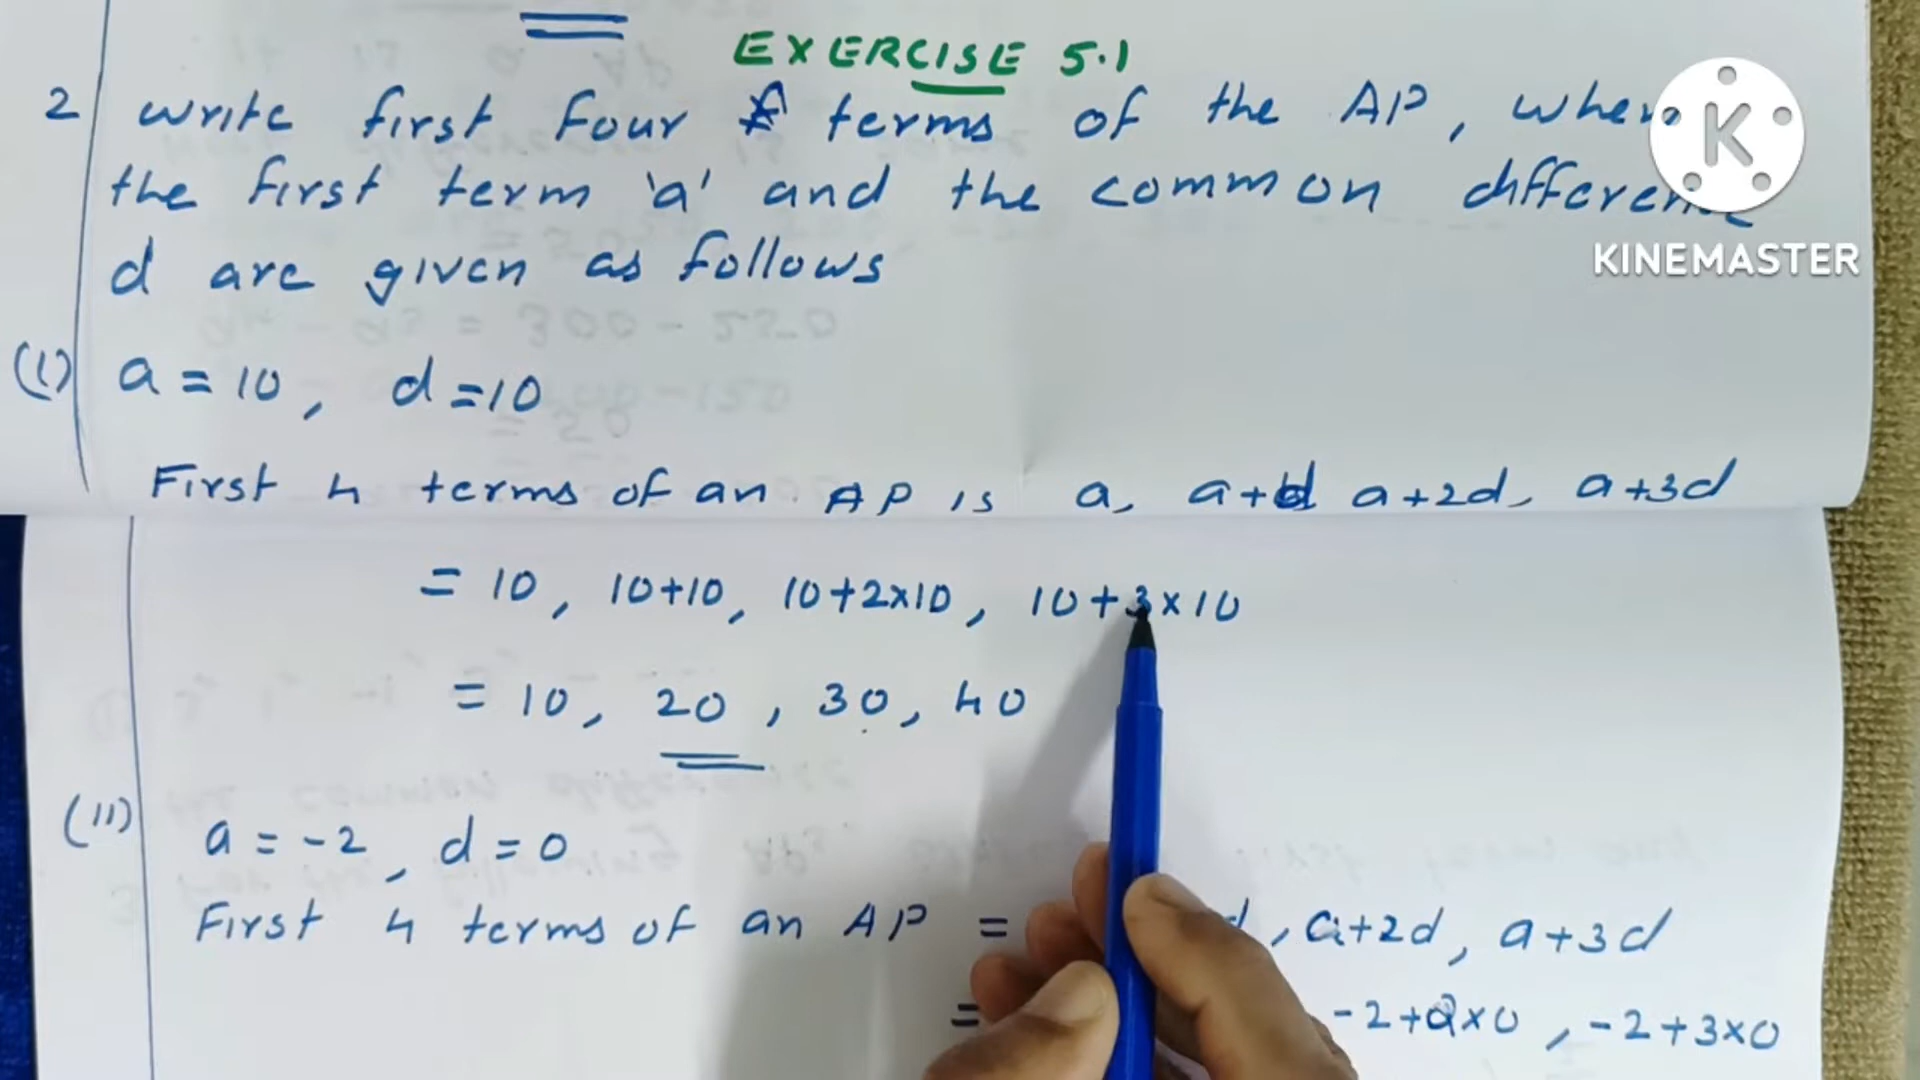 EXERCISE 5.1
2 write first four terms of the AP, when
the first term 'a' and the common difference
d are given as follows
KINEMASTER
(I) a = 10, d = 10
First 4 terms of an AP is a, a+d a+2d, a+3d
= 10, 10+10, 10+2×10, 10+3×10
= 10, 20, 30, 40
(II) a = -2, d = 0
First 4 terms of an AP = d, a+2d, a+3d
= -2+2×0, -2+3×0